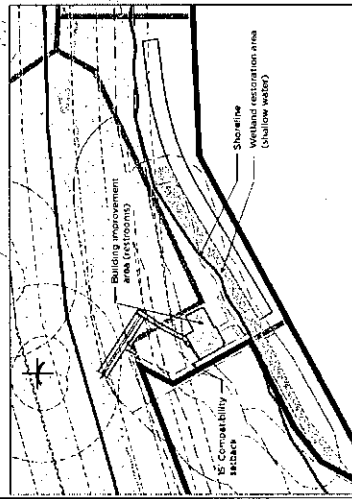 Building improvement
area (restrooms)
Shoreline
Wetland restoration area
(shallow water)
15' Compatibility
setback